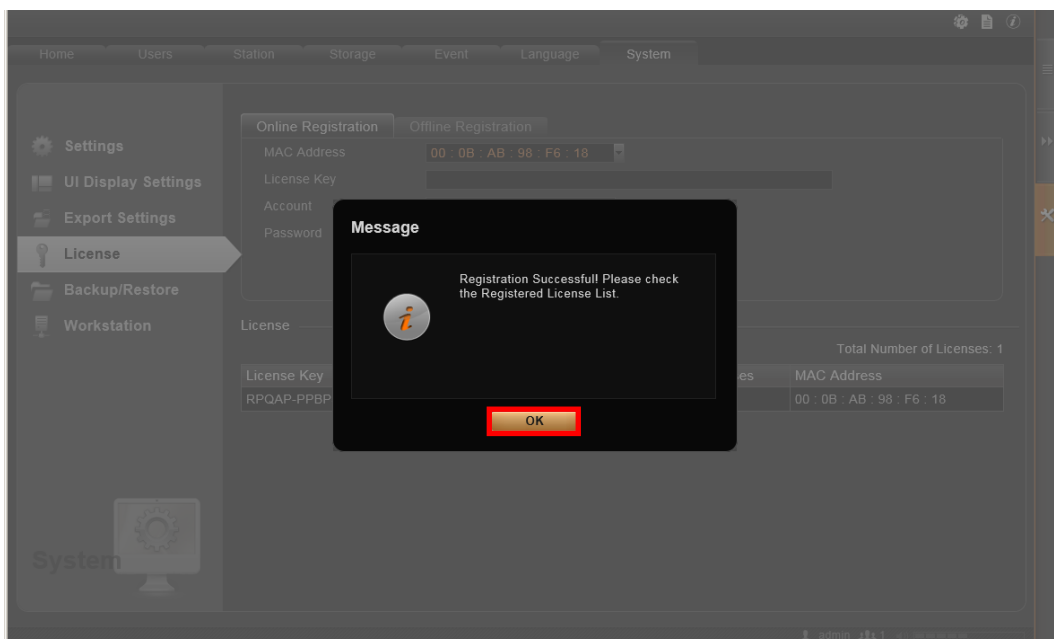 Home Users Station Storage Event Language System
Online Registration Offline Registration
Settings
UI Display Settings
Export Settings
License
Backup/Restore
Workstation
MAC Address 00 : 0B : AB : 98 : F6 : 18
License Key
Account
Password
Message
Registration Successful! Please check
the Registered License List.
OK
License
Total Number of Licenses: 1
License Key es MAC Address
RPQAP-PPBP 00 : 0B : AB : 98 : F6 : 18
System
admin 1